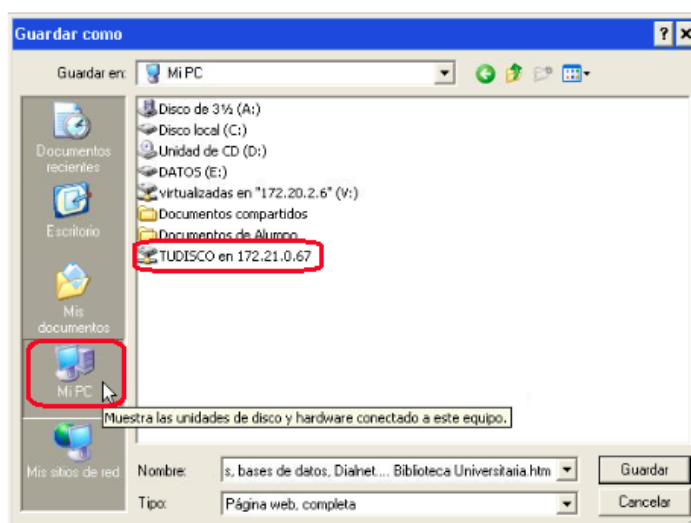 Guardar como
Guardar en:
Mi PC
Documentos
recientes
Escritorio
Mis
documentos
Mi PC
Mis sitios de red
Disco de 3½ (A:)
Disco local (C:)
Unidad de CD (D:)
DATOS (E:)
virtualizadas en "172.20.2.6" (V:)
Documentos compartidos
Documentos de Alumno
TUDISCO en 172.21.0.67
Muestra las unidades de disco y hardware conectado a este equipo.
Nombre:
s, bases de datos, Dialnet.... Biblioteca Universitaria.htm
Guardar
Tipo:
Página web, completa
Cancelar